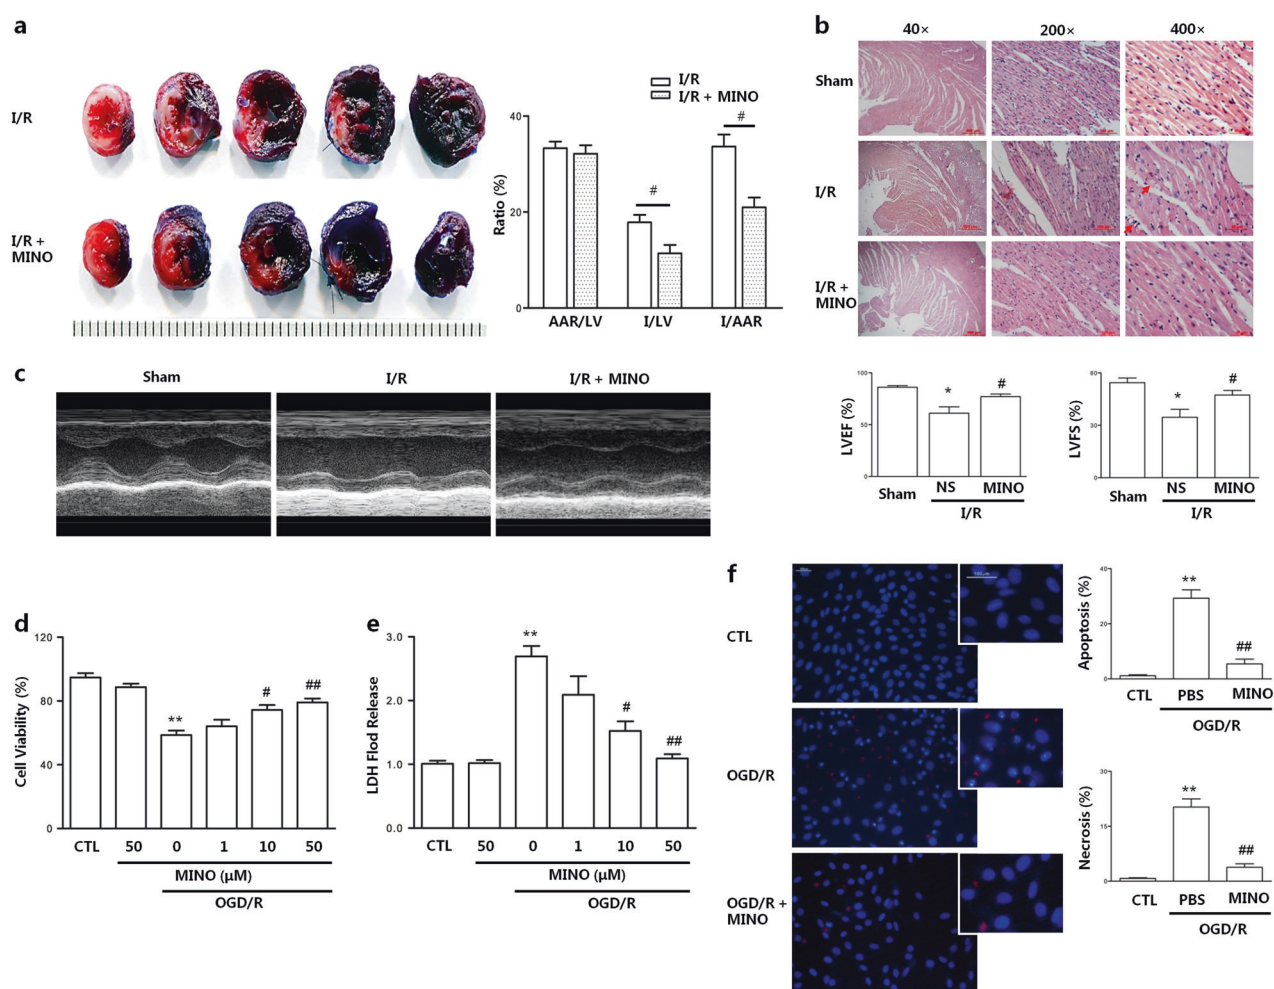 a
I/R
I/R +
MINO
I/R
I/R + MINO
40
20
0
Ratio (%)
#
#
AAR/LV
I/LV
I/AAR
b
40×
200×
400×
Sham
I/R
I/R +
MINO
c
Sham
I/R
I/R + MINO
100
50
0
LVEF (%)
*
#
Sham
NS
MINO
I/R
60
30
0
LVFS (%)
*
#
Sham
NS
MINO
I/R
d
120
80
40
0
Cell Viability (%)
**
#
##
CTL
50
0
1
10
50
MINO (μM)
OGD/R
e
3.0
2.0
1.0
0.0
LDH Flod Release
**
#
##
CTL
50
0
1
10
50
MINO (μM)
OGD/R
f
CTL
OGD/R
OGD/R +
MINO
40
20
0
Apoptosis (%)
**
##
CTL
PBS
MINO
OGD/R
30
15
0
Necrosis (%)
**
##
CTL
PBS
MINO
OGD/R